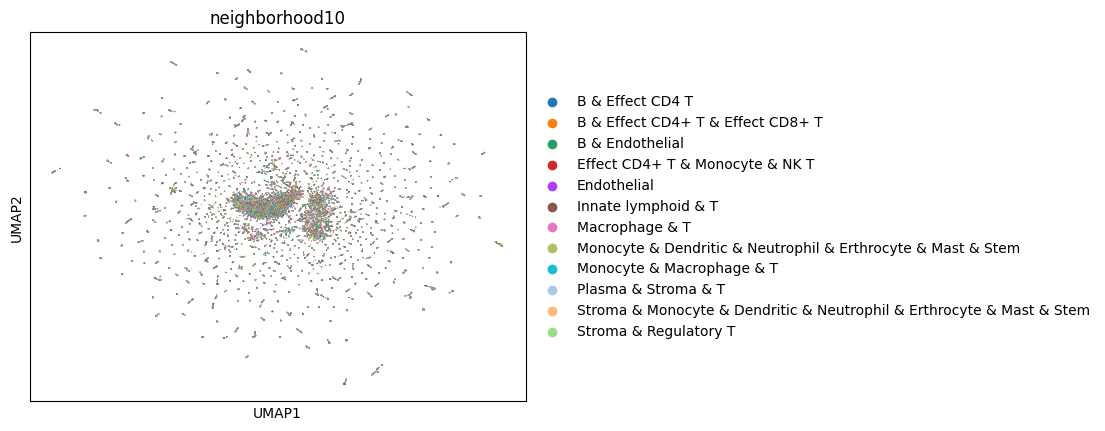 neighborhood10
UMAP2
UMAP1
B & Effect CD4 T
B & Effect CD4+ T & Effect CD8+ T
B & Endothelial
Effect CD4+ T & Monocyte & NK T
Endothelial
Innate lymphoid & T
Macrophage & T
Monocyte & Dendritic & Neutrophil & Erthrocyte & Mast & Stem
Monocyte & Macrophage & T
Plasma & Stroma & T
Stroma & Monocyte & Dendritic & Neutrophil & Erthrocyte & Mast & Stem
Stroma & Regulatory T